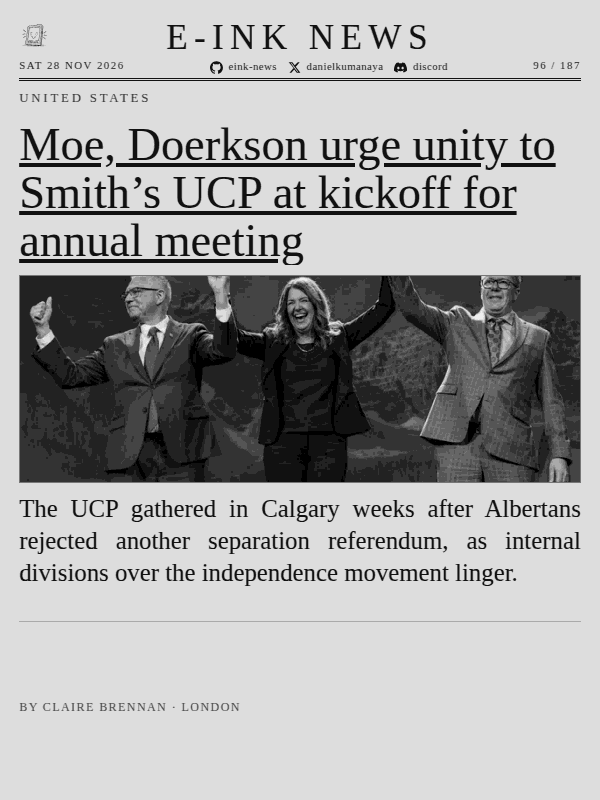 E-INK NEWS
SAT 28 NOV 2026
eink-news danielkumanaya discord
96 / 187
UNITED STATES
Moe, Doerkson urge unity to
Smith’s UCP at kickoff for
annual meeting
The UCP gathered in Calgary weeks after Albertans
rejected another separation referendum, as internal
divisions over the independence movement linger.
BY CLAIRE BRENNAN · LONDON